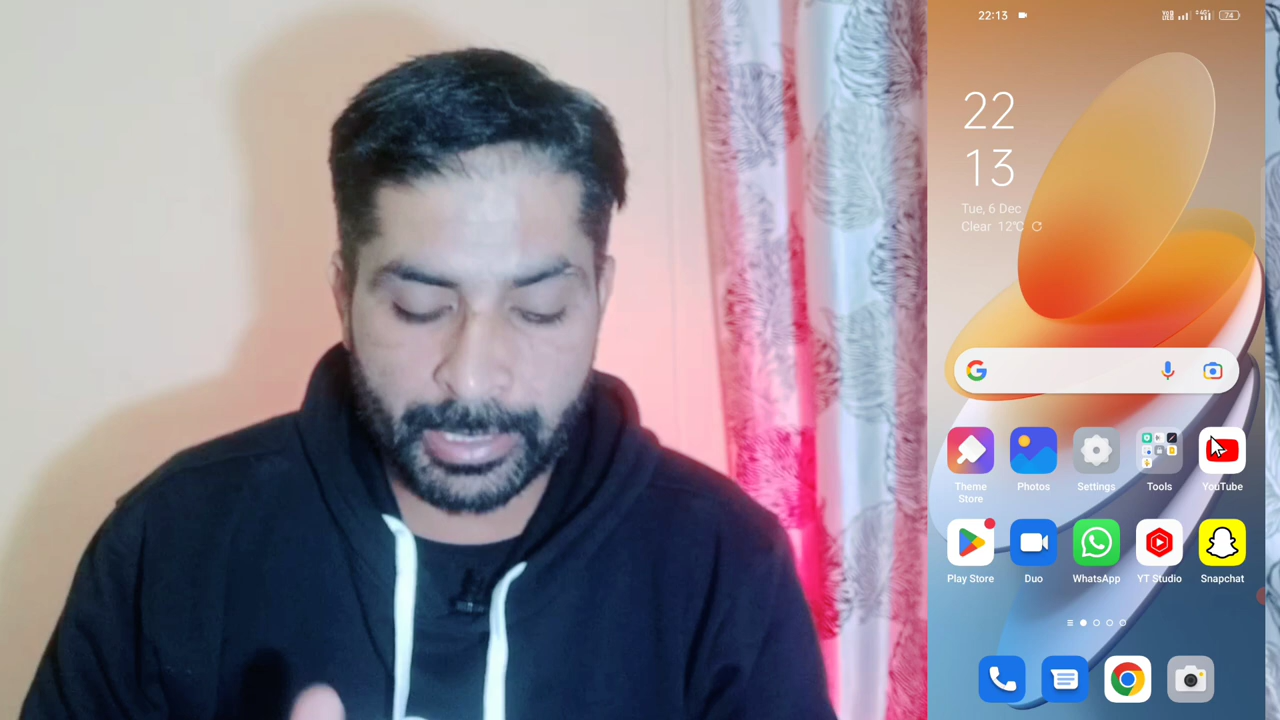 22:13
74
22
13
Tue, 6 Dec
Clear 12°C
Theme Store
Photos
Settings
Tools
YouTube
Play Store
Duo
WhatsApp
YT Studio
Snapchat